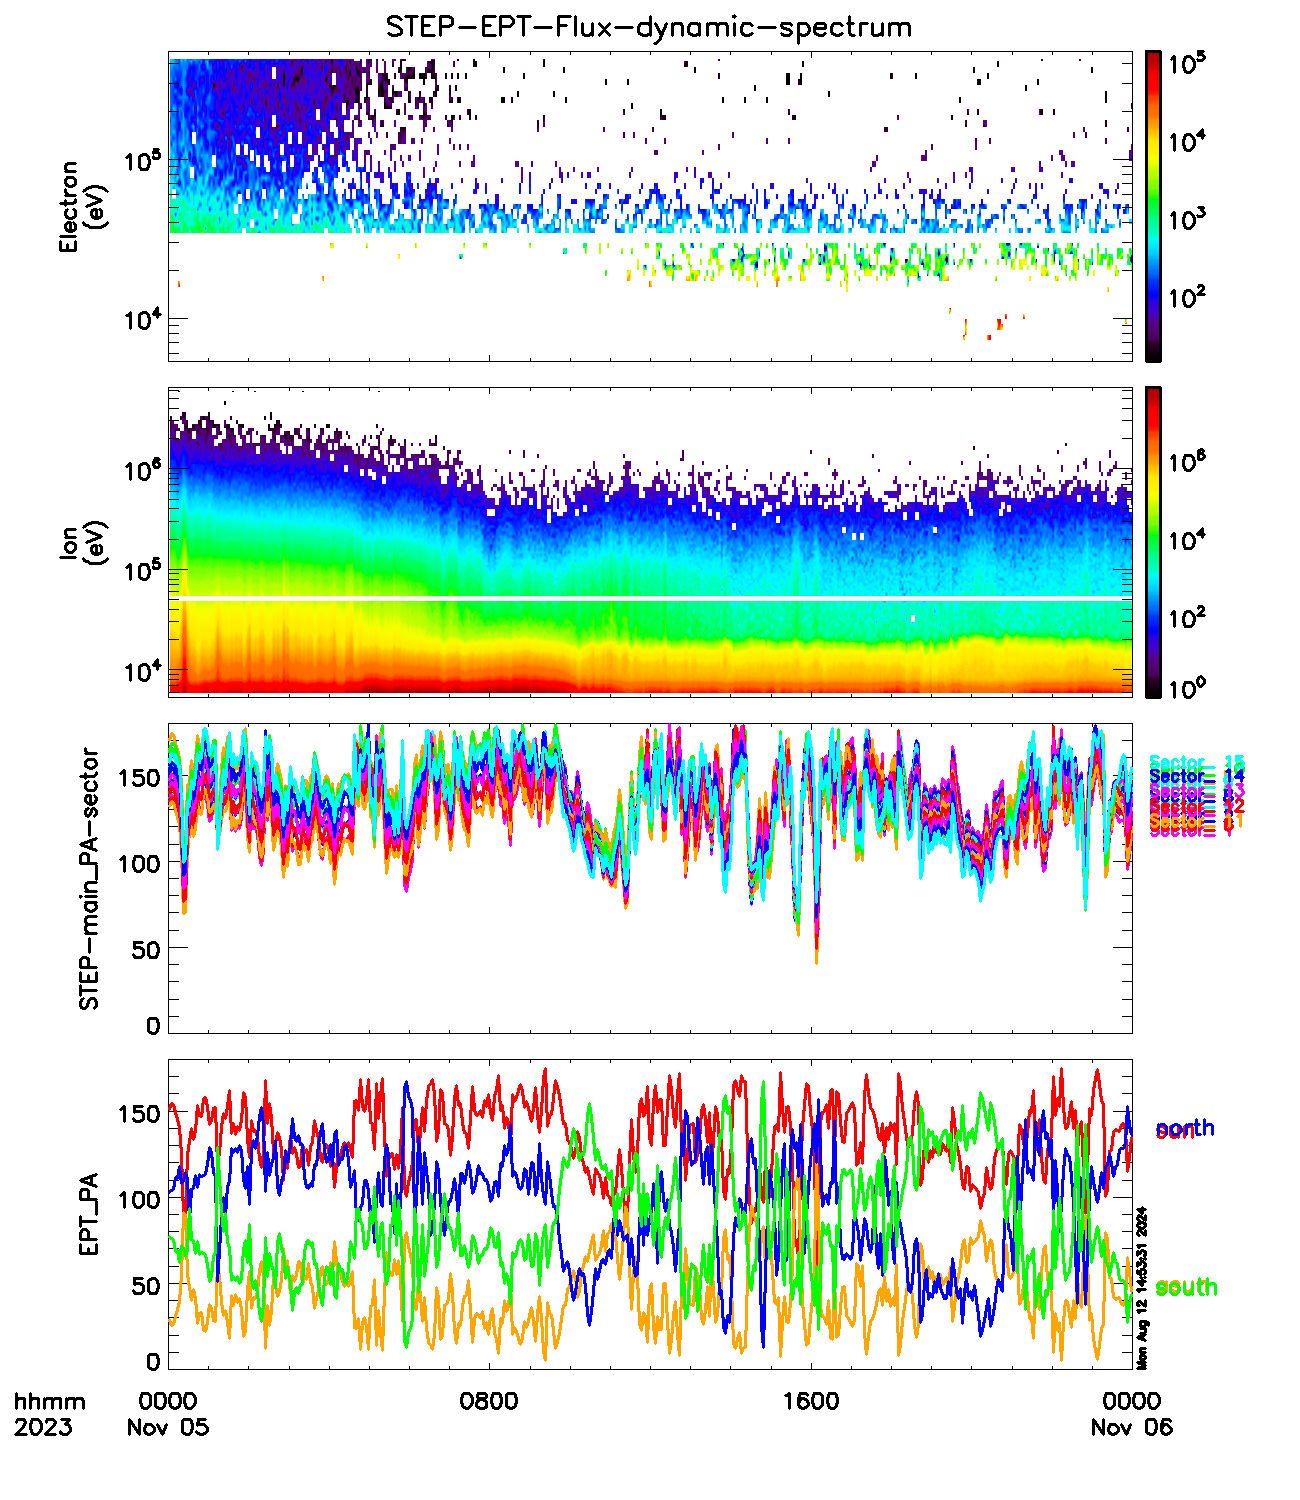 STEP-EPT-Flux-dynamic-spectrum
Electron
(eV)
10^5
10^4
10^5
10^4
10^3
10^2
Ion
(eV)
10^6
10^5
10^4
10^6
10^4
10^2
10^0
STEP-main_PA-sector
150
100
50
0
Sector_ 15
Sector_ 14
EPT_PA
150
100
50
0
north
sun
south
Mon Aug 12 14:53:31 2024
hhmm 0000 0800 1600 0000
2023 Nov 05 Nov 06